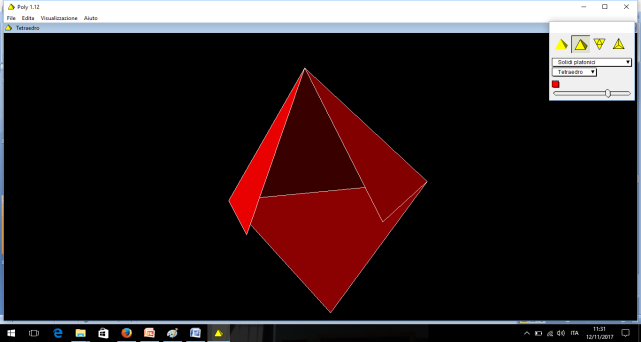 Poly 1.12
File Edita Visualizzazione Aiuto
Tetraedro
Solidi platonici
Tetraedro
ITA
11:31
12/11/2017